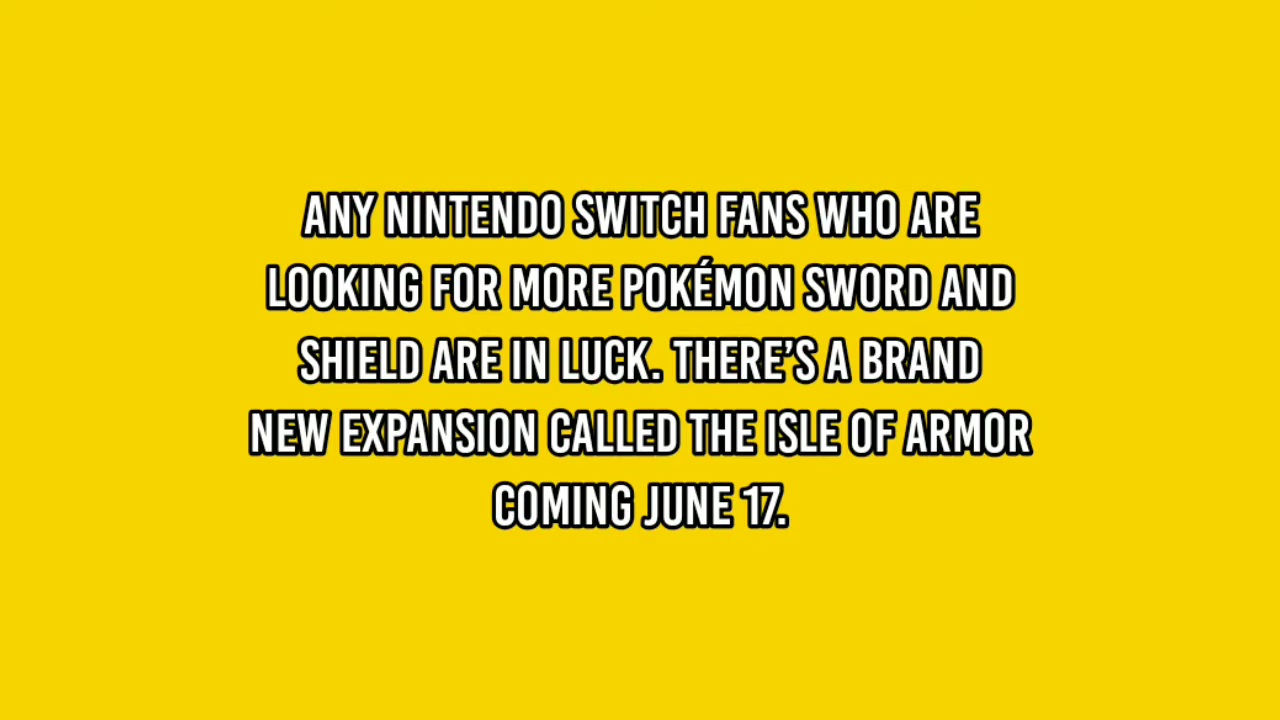 ANY NINTENDO SWITCH FANS WHO ARE
LOOKING FOR MORE POKÉMON SWORD AND
SHIELD ARE IN LUCK. THERE’S A BRAND
NEW EXPANSION CALLED THE ISLE OF ARMOR
COMING JUNE 17.